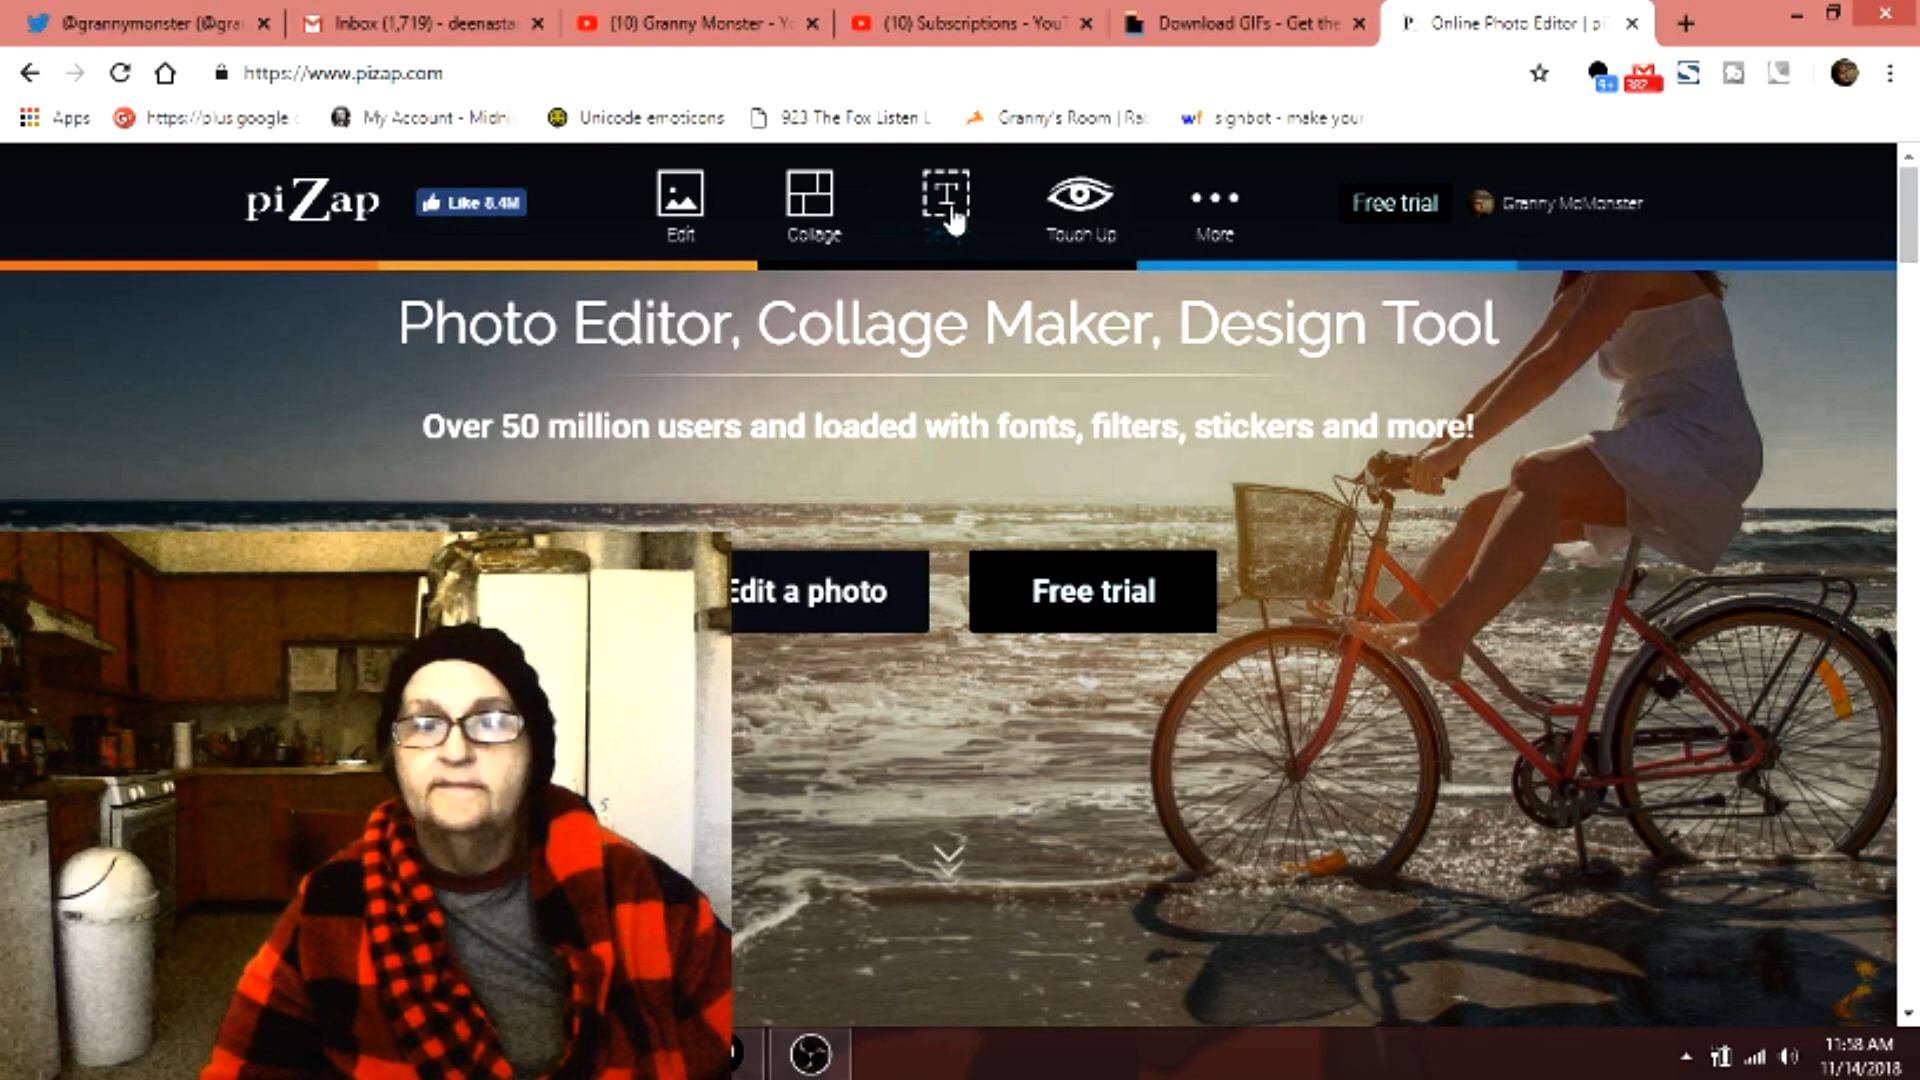 @grannymonster (@gra
Inbox (1,719) - deenasta
(10) Granny Monster - Y
(10) Subscriptions - YouT
Download GIFs - Get the
Online Photo Editor | pi
https://www.pizap.com
9+
382
Apps
https://plus.google.c
My Account - Midni
Unicode emoticons
923 The Fox Listen L
Granny's Room | Ra
wf signbot - make your
piZap
Like 8.4M
Edit
Collage
T
Touch Up
More
Free trial
Granny McMonster
Photo Editor, Collage Maker, Design Tool
Over 50 million users and loaded with fonts, filters, stickers and more!
Edit a photo
Free trial
11:58 AM
11/14/2018